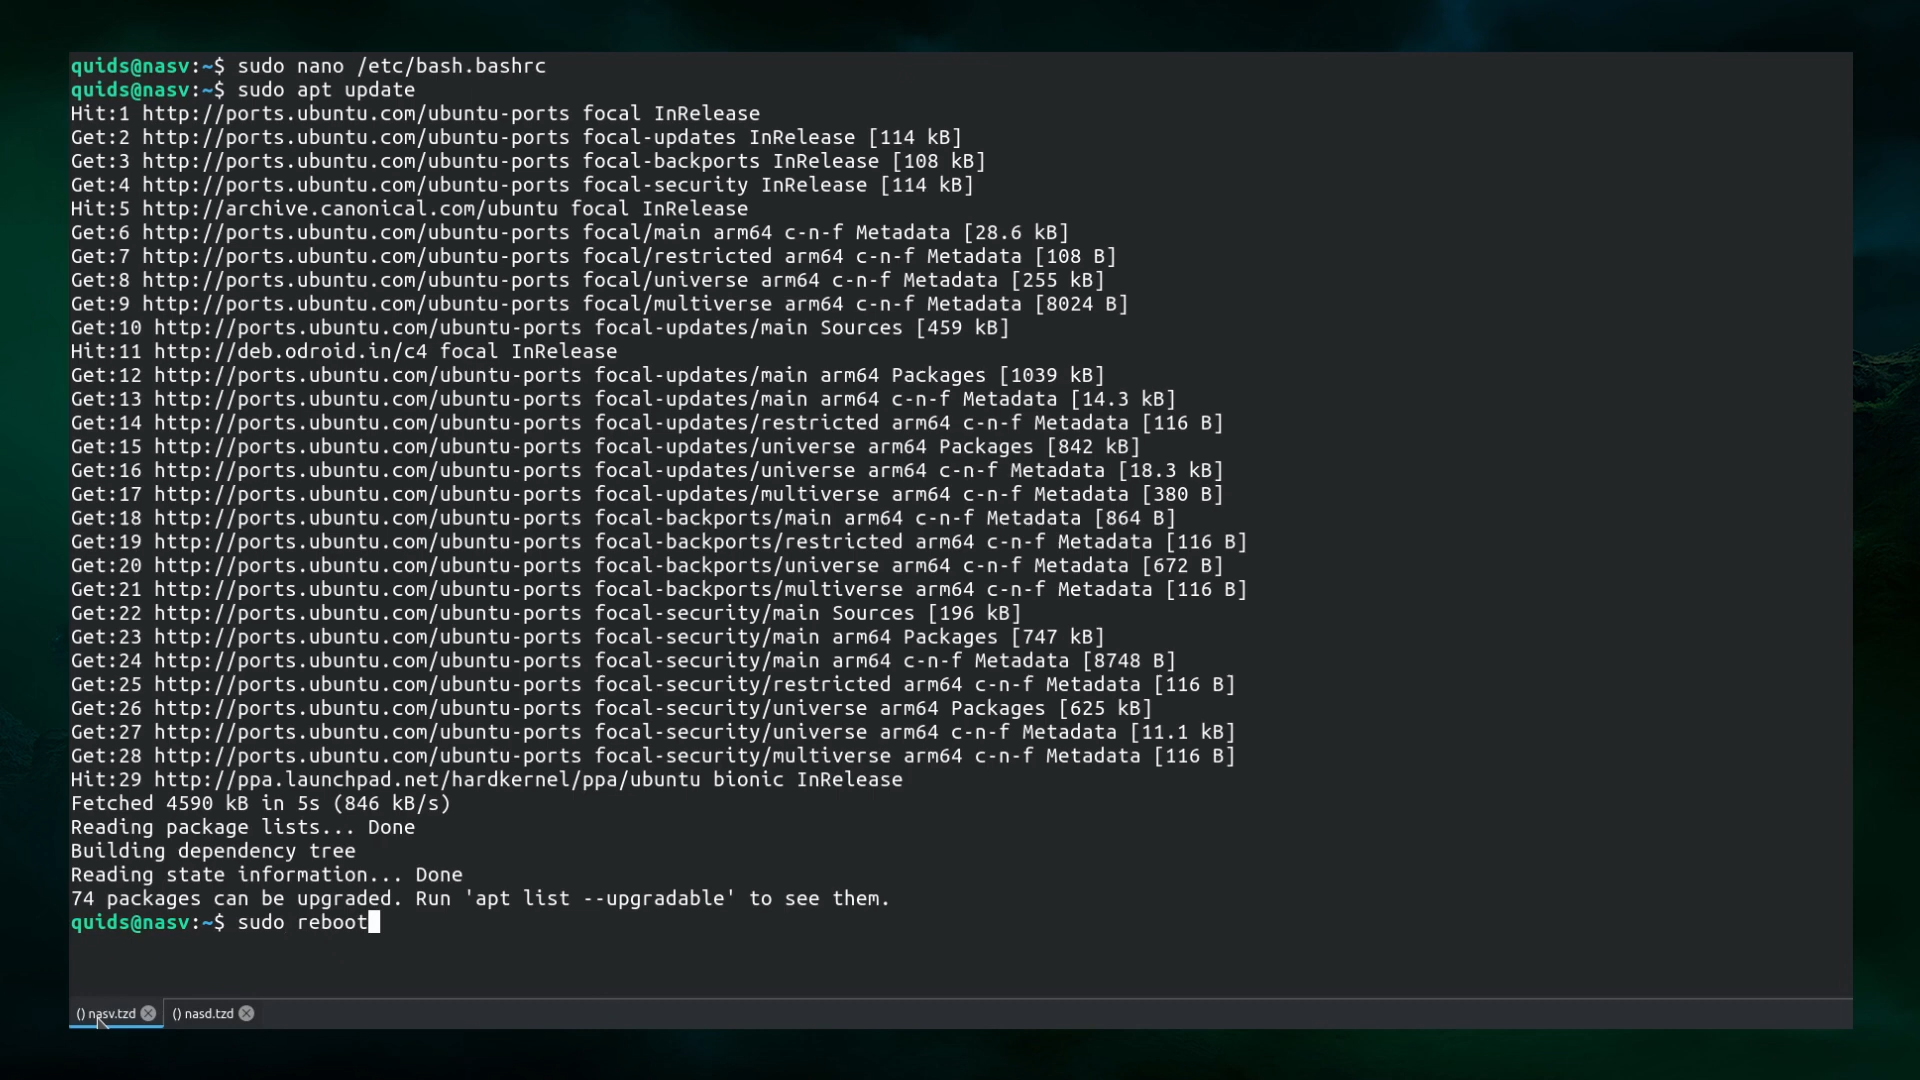 quids@nasv:~$ sudo nano /etc/bash.bashrc
quids@nasv:~$ sudo apt update
Hit:1 http://ports.ubuntu.com/ubuntu-ports focal InRelease
Get:2 http://ports.ubuntu.com/ubuntu-ports focal-updates InRelease [114 kB]
Get:3 http://ports.ubuntu.com/ubuntu-ports focal-backports InRelease [108 kB]
Get:4 http://ports.ubuntu.com/ubuntu-ports focal-security InRelease [114 kB]
Hit:5 http://archive.canonical.com/ubuntu focal InRelease
Get:6 http://ports.ubuntu.com/ubuntu-ports focal/main arm64 c-n-f Metadata [28.6 kB]
Get:7 http://ports.ubuntu.com/ubuntu-ports focal/restricted arm64 c-n-f Metadata [108 B]
Get:8 http://ports.ubuntu.com/ubuntu-ports focal/universe arm64 c-n-f Metadata [255 kB]
Get:9 http://ports.ubuntu.com/ubuntu-ports focal/multiverse arm64 c-n-f Metadata [8024 B]
Get:10 http://ports.ubuntu.com/ubuntu-ports focal-updates/main Sources [459 kB]
Hit:11 http://deb.odroid.in/c4 focal InRelease
Get:12 http://ports.ubuntu.com/ubuntu-ports focal-updates/main arm64 Packages [1039 kB]
Get:13 http://ports.ubuntu.com/ubuntu-ports focal-updates/main arm64 c-n-f Metadata [14.3 kB]
Get:14 http://ports.ubuntu.com/ubuntu-ports focal-updates/restricted arm64 c-n-f Metadata [116 B]
Get:15 http://ports.ubuntu.com/ubuntu-ports focal-updates/universe arm64 Packages [842 kB]
Get:16 http://ports.ubuntu.com/ubuntu-ports focal-updates/universe arm64 c-n-f Metadata [18.3 kB]
Get:17 http://ports.ubuntu.com/ubuntu-ports focal-updates/multiverse arm64 c-n-f Metadata [380 B]
Get:18 http://ports.ubuntu.com/ubuntu-ports focal-backports/main arm64 c-n-f Metadata [864 B]
Get:19 http://ports.ubuntu.com/ubuntu-ports focal-backports/restricted arm64 c-n-f Metadata [116 B]
Get:20 http://ports.ubuntu.com/ubuntu-ports focal-backports/universe arm64 c-n-f Metadata [672 B]
Get:21 http://ports.ubuntu.com/ubuntu-ports focal-backports/multiverse arm64 c-n-f Metadata [116 B]
Get:22 http://ports.ubuntu.com/ubuntu-ports focal-security/main Sources [196 kB]
Get:23 http://ports.ubuntu.com/ubuntu-ports focal-security/main arm64 Packages [747 kB]
Get:24 http://ports.ubuntu.com/ubuntu-ports focal-security/main arm64 c-n-f Metadata [8748 B]
Get:25 http://ports.ubuntu.com/ubuntu-ports focal-security/restricted arm64 c-n-f Metadata [116 B]
Get:26 http://ports.ubuntu.com/ubuntu-ports focal-security/universe arm64 Packages [625 kB]
Get:27 http://ports.ubuntu.com/ubuntu-ports focal-security/universe arm64 c-n-f Metadata [11.1 kB]
Get:28 http://ports.ubuntu.com/ubuntu-ports focal-security/multiverse arm64 c-n-f Metadata [116 B]
Hit:29 http://ppa.launchpad.net/hardkernel/ppa/ubuntu bionic InRelease
Fetched 4590 kB in 5s (846 kB/s)
Reading package lists... Done
Building dependency tree
Reading state information... Done
74 packages can be upgraded. Run 'apt list --upgradable' to see them.
quids@nasv:~$ sudo reboot
() nasv.tzd () nasd.tzd